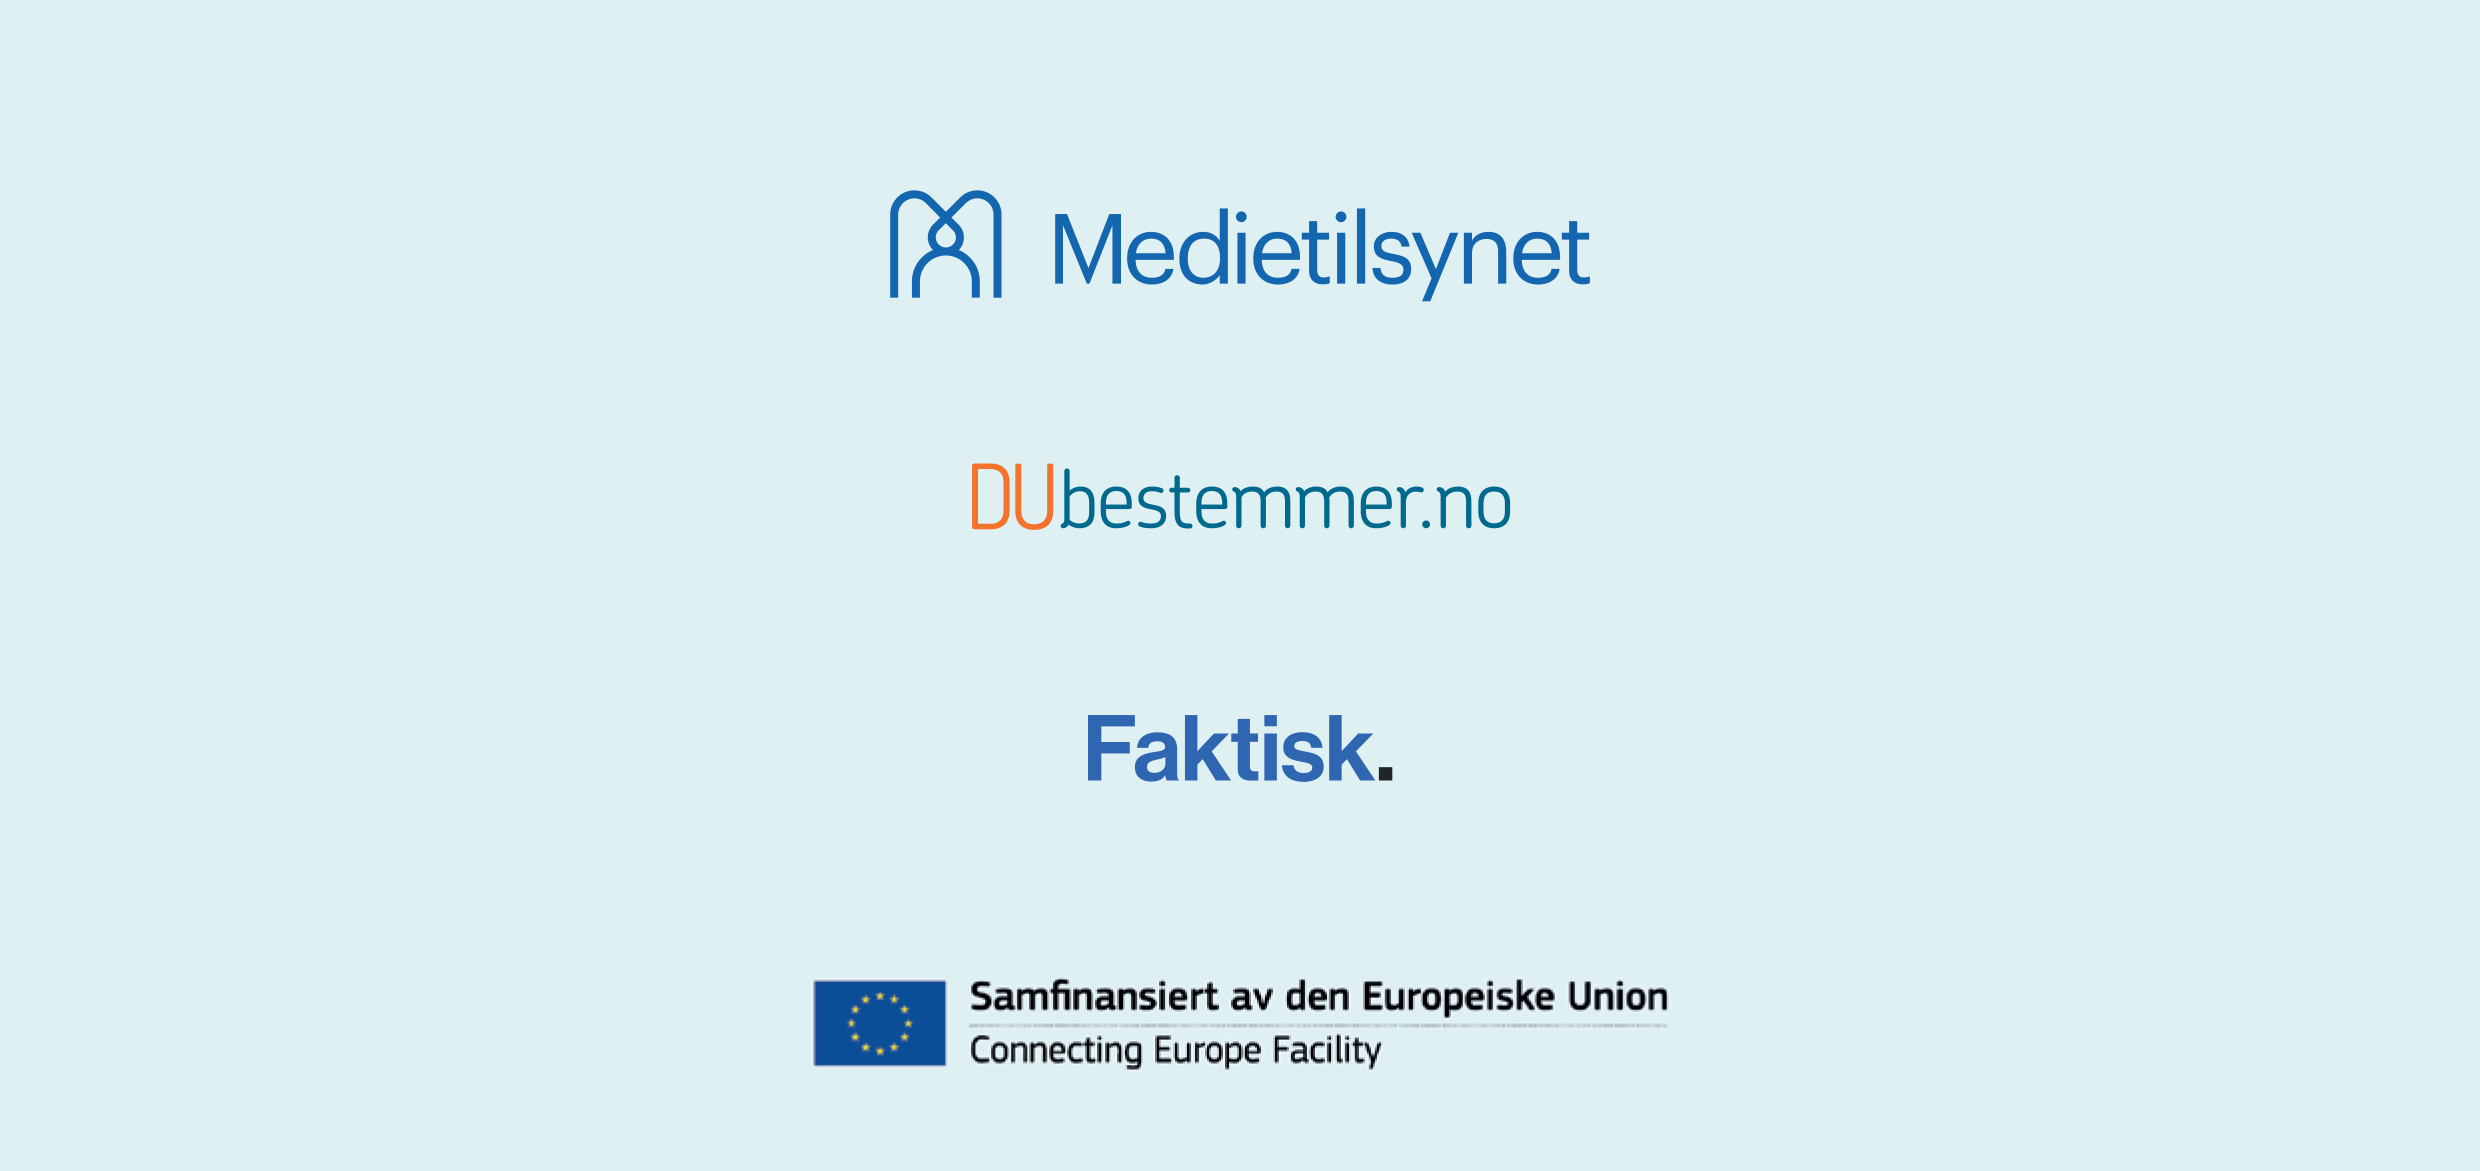 Medietilsynet
DUbestemmer.no
Faktisk.
Samfinansiert av den Europeiske Union
Connecting Europe Facility